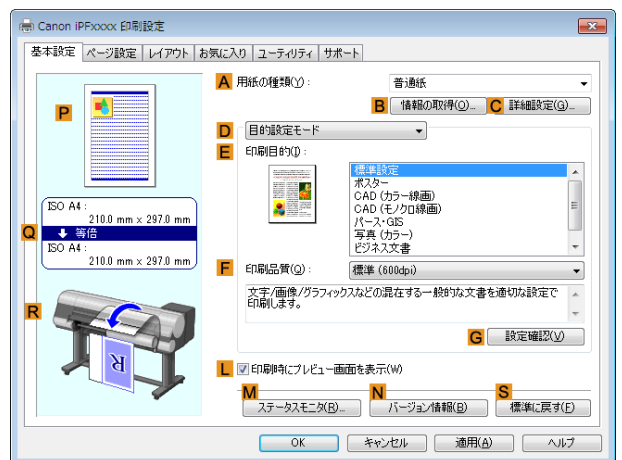 Canon iPFxxxx 印刷設定
基本設定 ページ設定 レイアウト お気に入り ユーティリティ サポート
A 用紙の種類(Y): 普通紙
B 情報の取得(O)... C 詳細設定(G)...
P
D 目的設定モード
E 印刷目的(I):
標準設定
ポスター
CAD (カラー線画)
CAD (モノクロ線画)
パース・GIS
写真 (カラー)
ビジネス文書
ISO A4 :
210.0 mm x 297.0 mm
Q 等倍
ISO A4 :
210.0 mm x 297.0 mm
F 印刷品質(Q): 標準 (600dpi)
文字/画像/グラフィックスなどの混在する一般的な文書を適切な設定で
印刷します。
G 設定確認(V)
R
R
L 印刷時にプレビュー画面を表示(W)
M N S
ステータスモニタ(R)... バージョン情報(B) 標準に戻す(F)
OK キャンセル 適用(A) ヘルプ